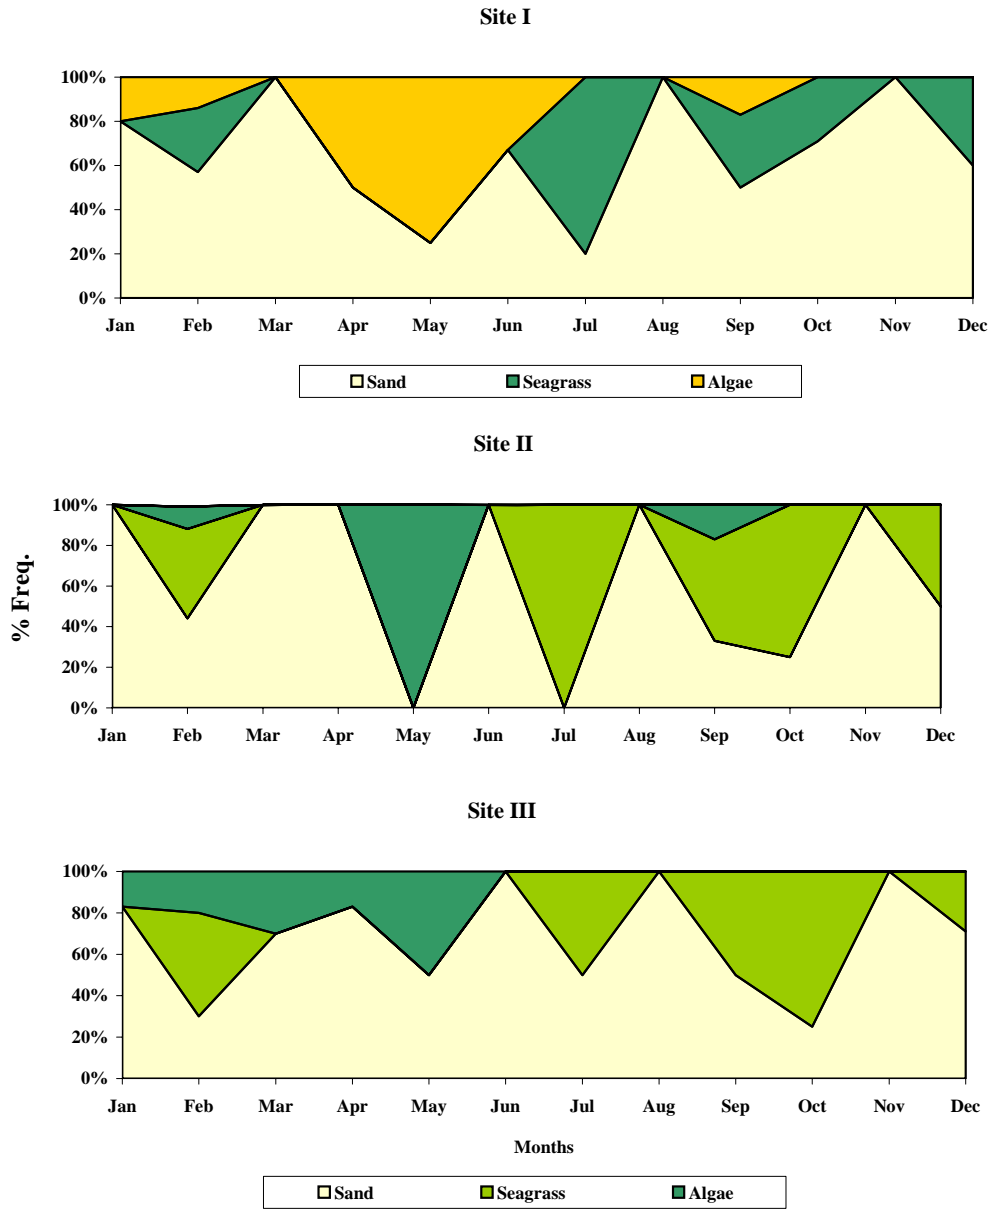 Site I
100%
80%
60%
40%
20%
0%
Jan Feb Mar Apr May Jun Jul Aug Sep Oct Nov Dec
Sand Seagrass Algae
Site II
% Freq.
100%
80%
60%
40%
20%
0%
Jan Feb Mar Apr May Jun Jul Aug Sep Oct Nov Dec
Site III
100%
80%
60%
40%
20%
0%
Jan Feb Mar Apr May Jun Jul Aug Sep Oct Nov Dec
Months
Sand Seagrass Algae